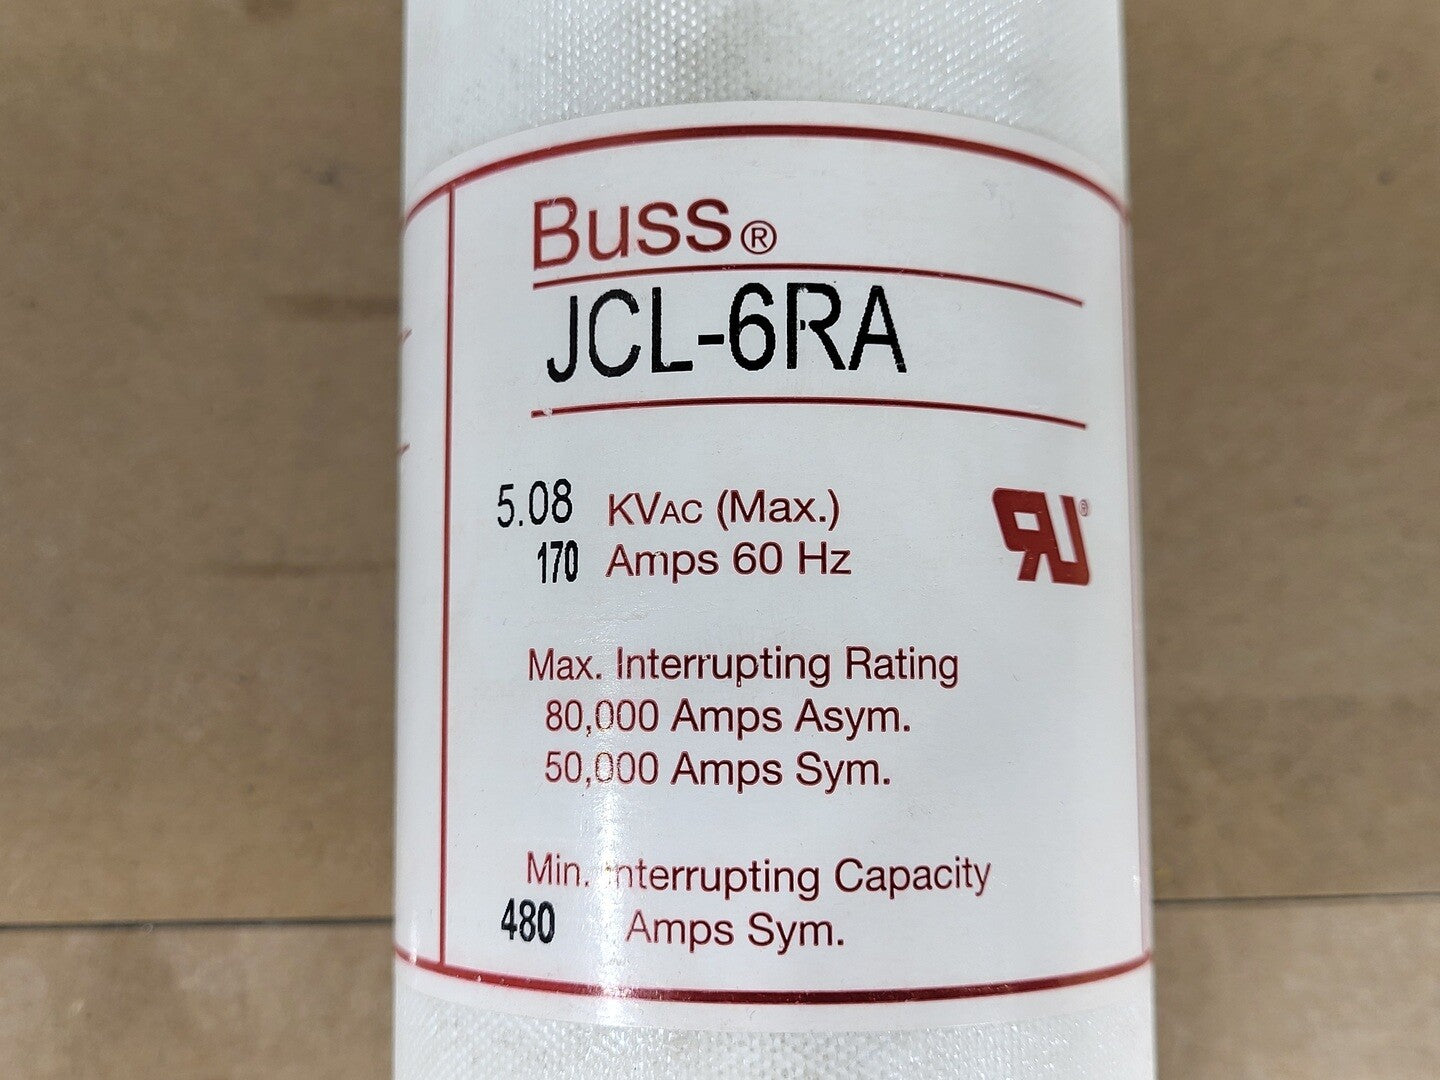 Buss®
JCL-6RA
5.08 KVAC (Max.)
170 Amps 60 Hz
RU®
Max. Interrupting Rating
80,000 Amps Asym.
50,000 Amps Sym.
Min. Interrupting Capacity
480 Amps Sym.